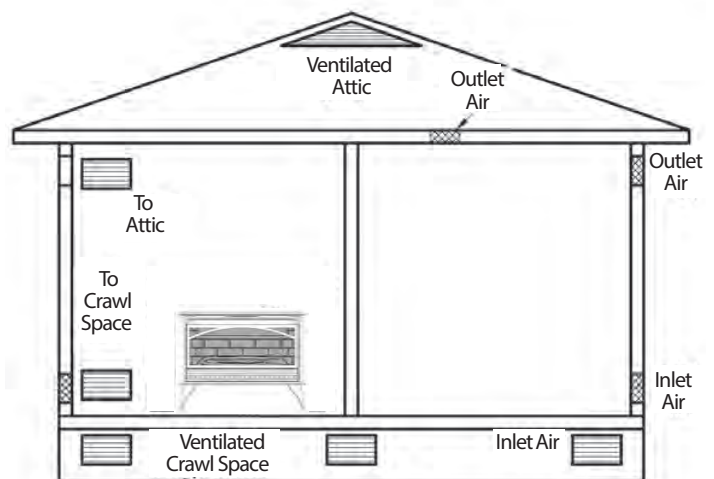 Ventilated
Attic
Outlet
Air
Outlet
Air
To
Attic
To
Crawl
Space
Inlet
Air
Ventilated
Crawl Space
Inlet Air